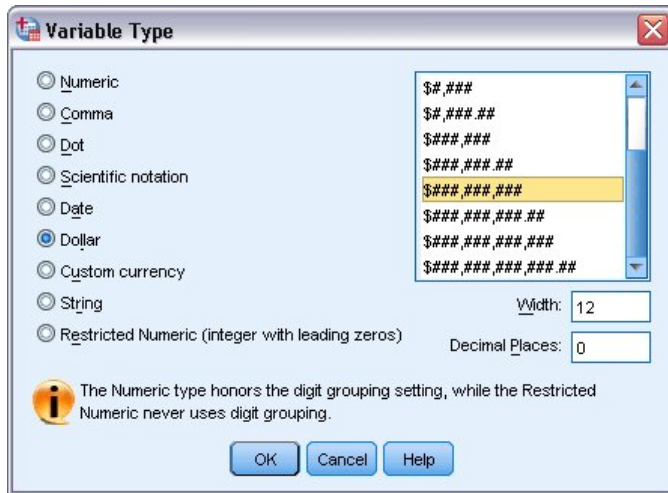 Variable Type
Numeric
Comma
Dot
Scientific notation
Date
Dollar
Custom currency
String
Restricted Numeric (integer with leading zeros)
$#,###
$#,###.##
$###,###
$###,###.##
$###,###,###
$###,###,###.##
$###,###,###,###
$###,###,###,###.##
Width: 12
Decimal Places: 0
The Numeric type honors the digit grouping setting, while the Restricted
Numeric never uses digit grouping.
OK Cancel Help